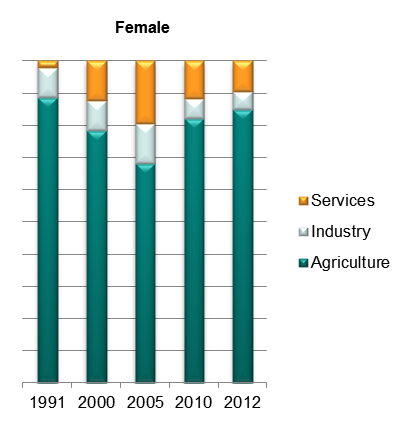 Female
Services
Industry
Agriculture
1991 2000 2005 2010 2012